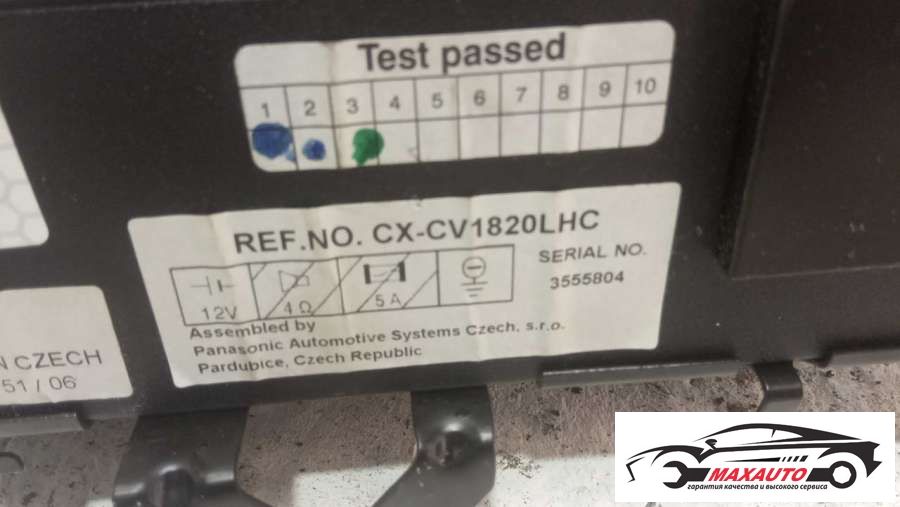 Test passed
1 2 3 4 5 6 7 8 9 10
REF.NO. CX-CV1820LHC
SERIAL NO.
3555804
12V 4 Ω 5 A
Assembled by
Panasonic Automotive Systems Czech, s.r.o.
Pardubice, Czech Republic
N CZECH
51 / 06
MAXAUTO
гарантия качества и высокого сервиса